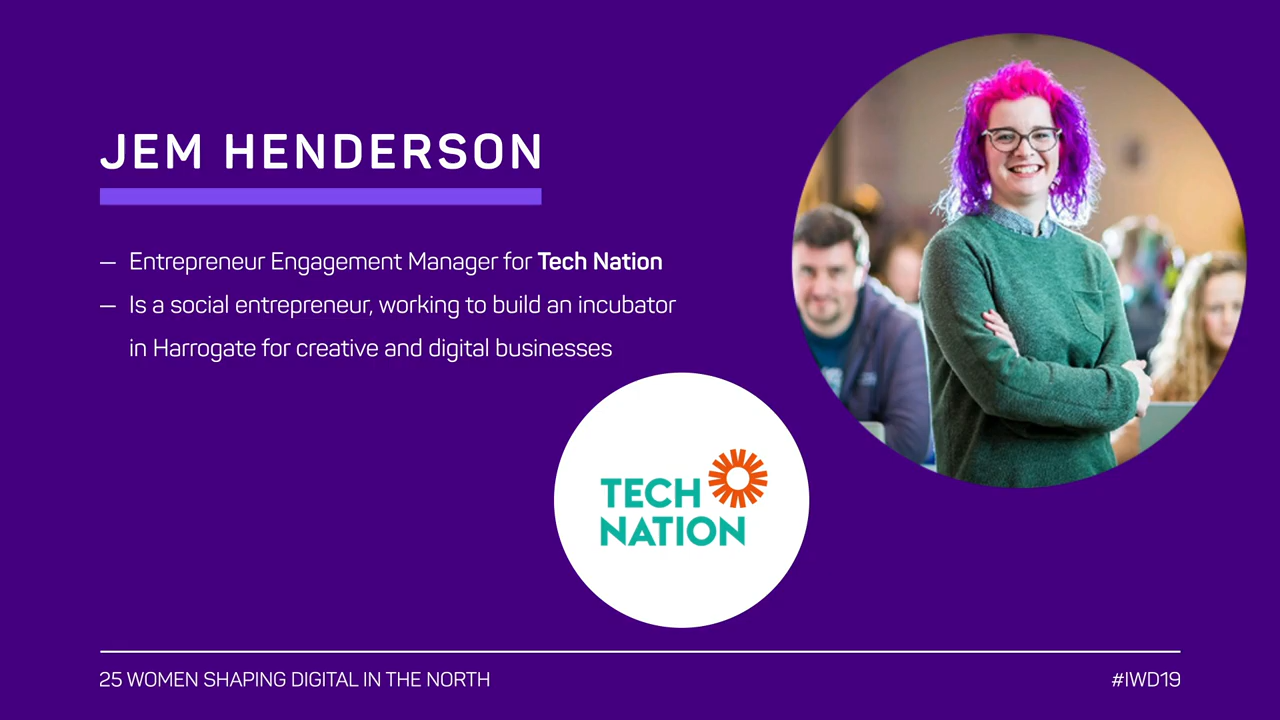 JEM HENDERSON
— Entrepreneur Engagement Manager for Tech Nation
— Is a social entrepreneur, working to build an incubator
in Harrogate for creative and digital businesses
TECH
NATION
25 WOMEN SHAPING DIGITAL IN THE NORTH
#IWD19